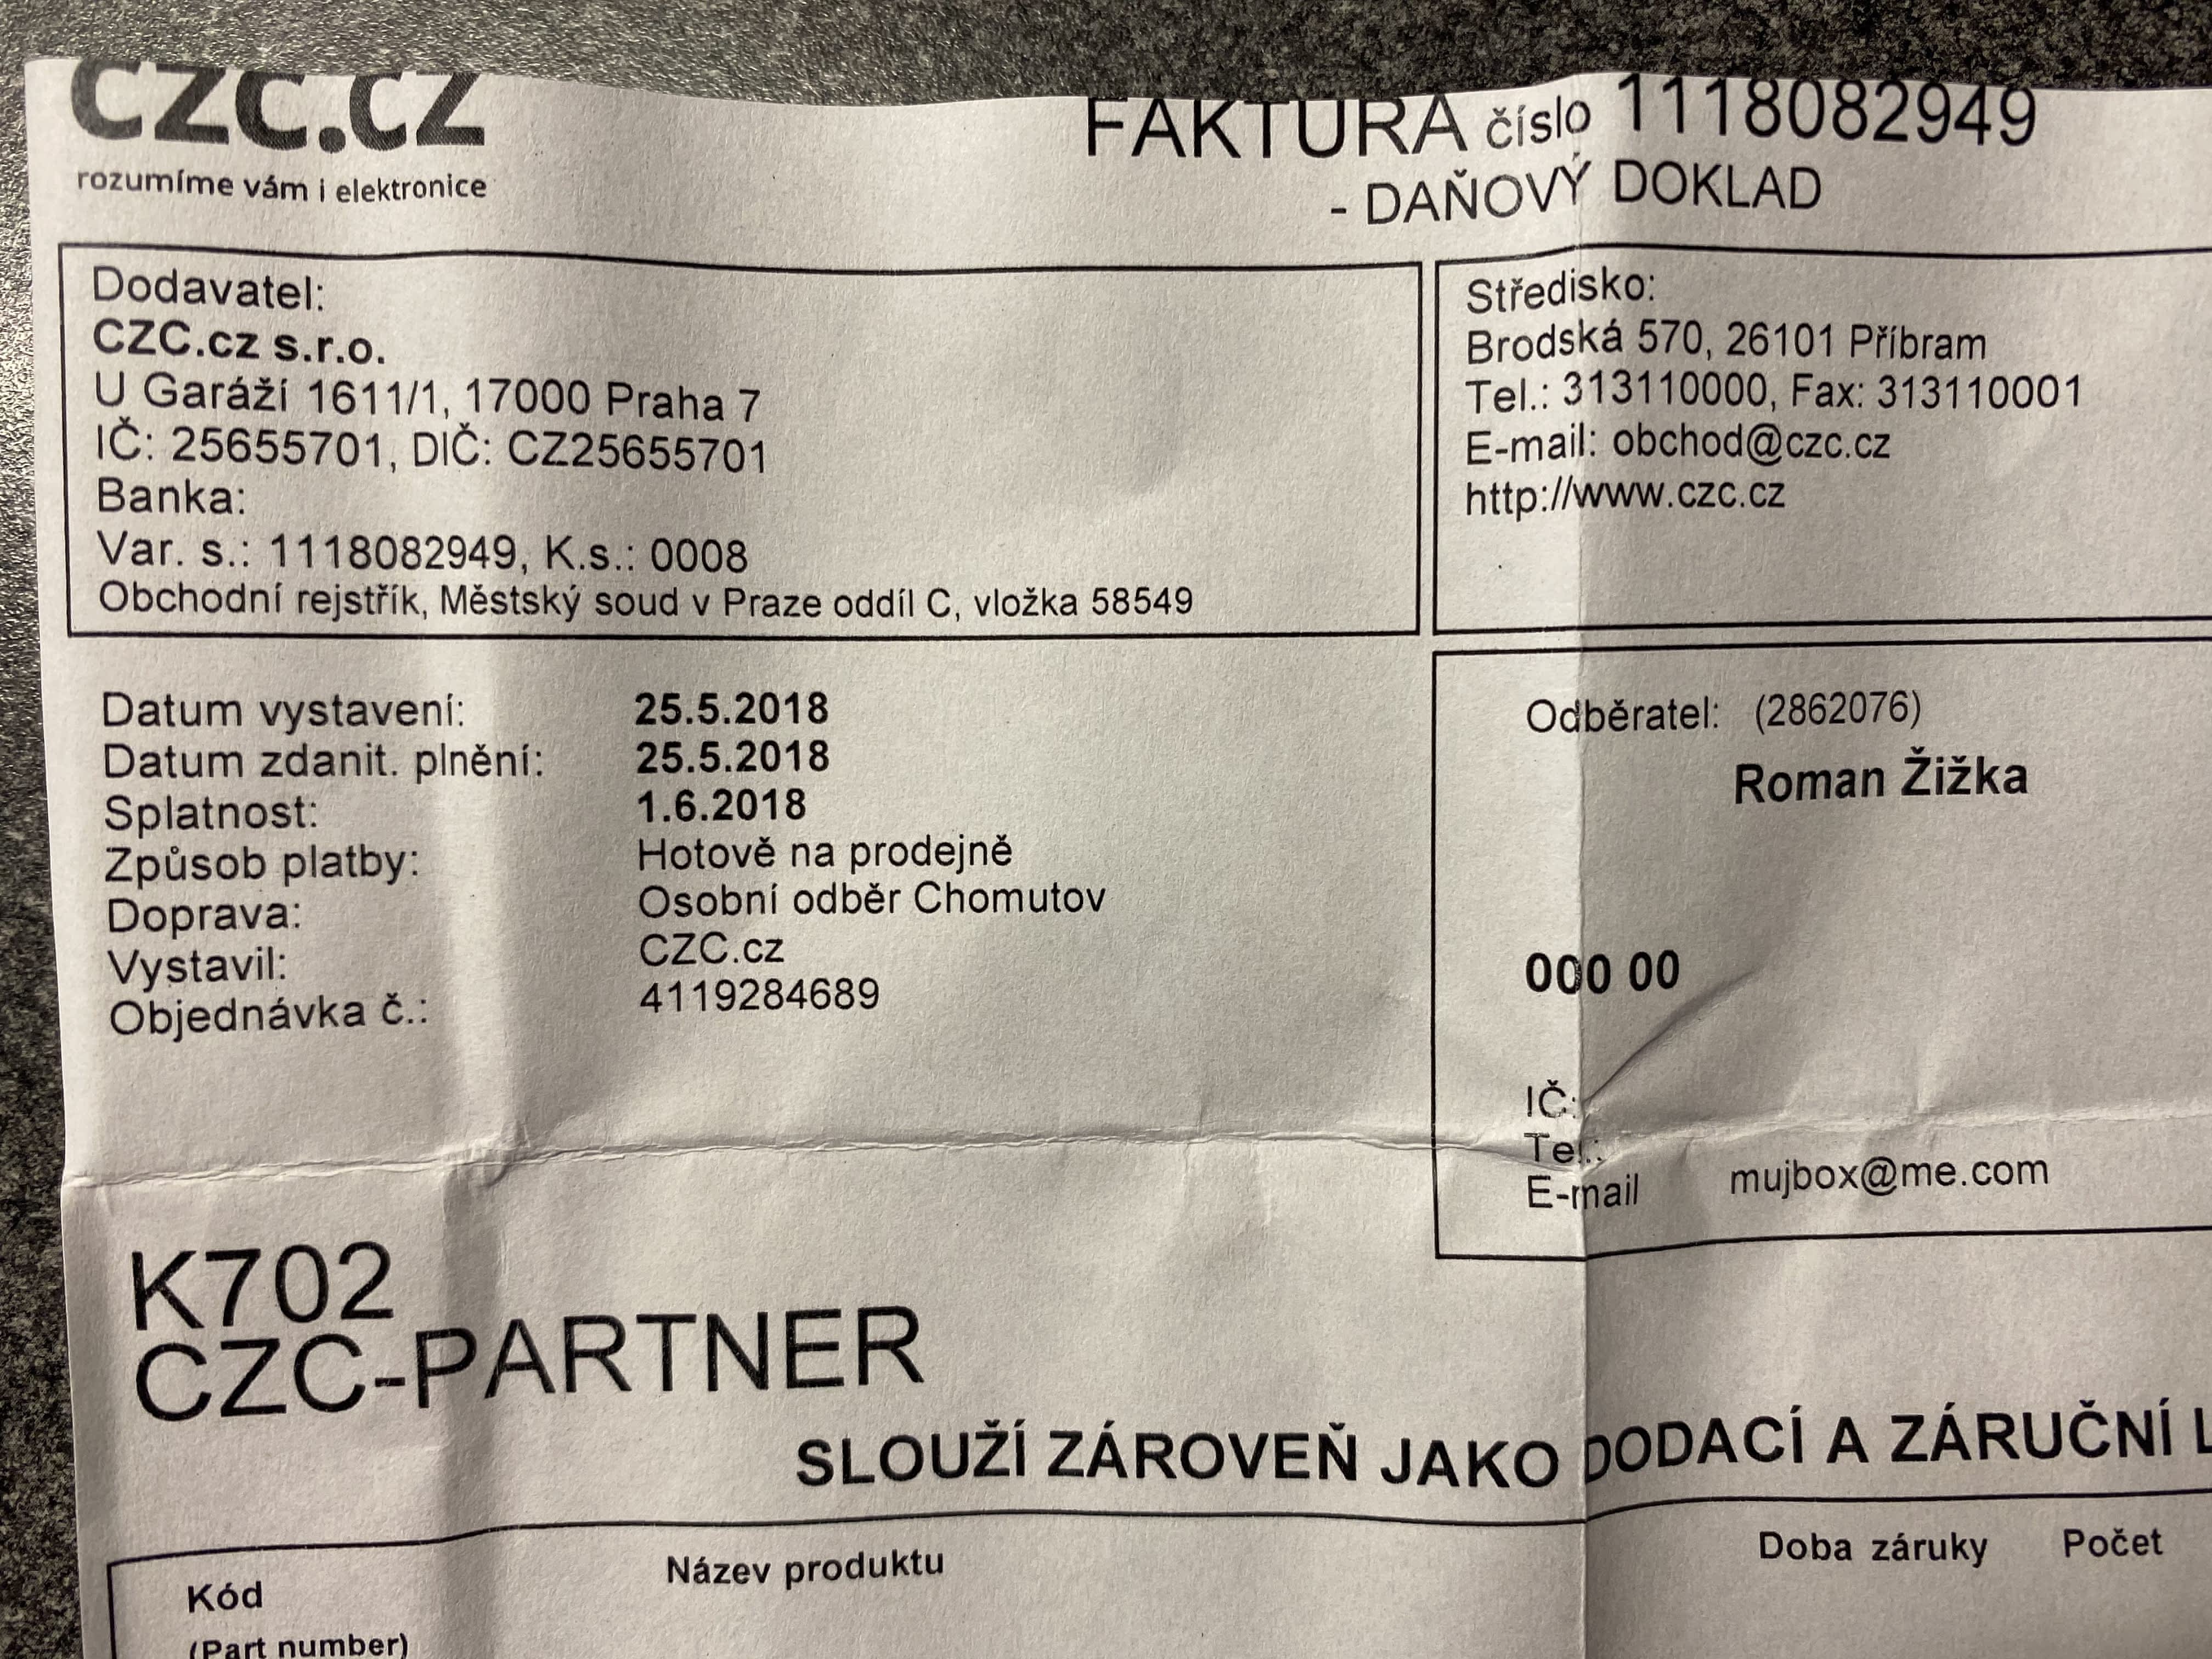 czc.cz
rozumíme vám i elektronice
FAKTURA číslo 1118082949
- DAŇOVÝ DOKLAD
Dodavatel:
CZC.cz s.r.o.
U Garáží 1611/1, 17000 Praha 7
IČ: 25655701, DIČ: CZ25655701
Banka:
Var. s.: 1118082949, K.s.: 0008
Obchodní rejstřík, Městský soud v Praze oddíl C, vložka 58549
Středisko:
Brodská 570, 26101 Příbram
Tel.: 313110000, Fax: 313110001
E-mail: obchod@czc.cz
http://www.czc.cz
Datum vystavení: 25.5.2018
Datum zdanit. plnění: 25.5.2018
Splatnost: 1.6.2018
Způsob platby: Hotově na prodejně
Doprava: Osobní odběr Chomutov
Vystavil: CZC.cz
Objednávka č.: 4119284689
Odběratel: (2862076)
Roman Žižka
000 00
IČ:
Tel.:
E-mail mujbox@me.com
K702
CZC-PARTNER
SLOUŽÍ ZÁROVEŇ JAKO DODACÍ A ZÁRUČNÍ
Kód Název produktu Doba záruky Počet
(Part number)